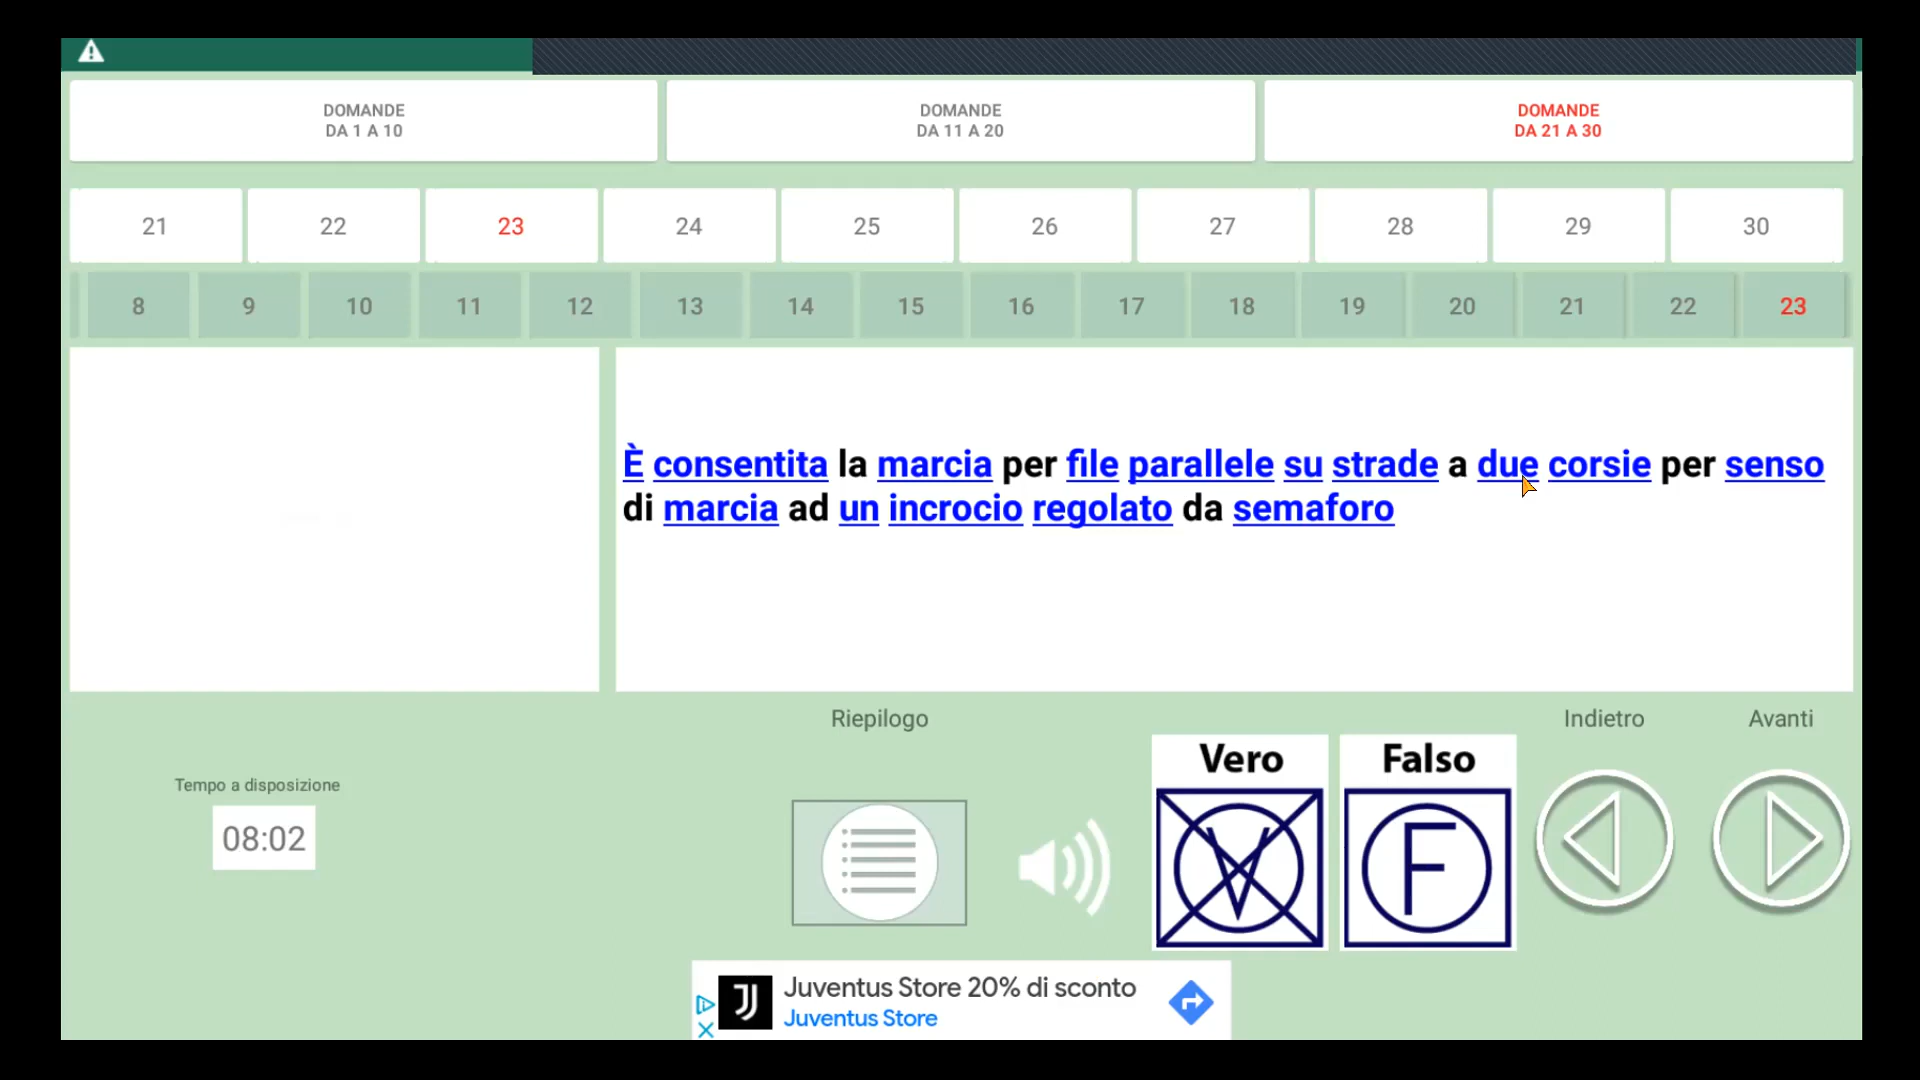 DOMANDE
DA 1 A 10
DOMANDE
DA 11 A 20
DOMANDE
DA 21 A 30
21 22 23 24 25 26 27 28 29 30
8 9 10 11 12 13 14 15 16 17 18 19 20 21 22 23
È consentita la marcia per file parallele su strade a due corsie per senso
di marcia ad un incrocio regolato da semaforo
Riepilogo
Indietro
Avanti
Tempo a disposizione
08:02
Vero
Falso
V
F
Juventus Store 20% di sconto
Juventus Store